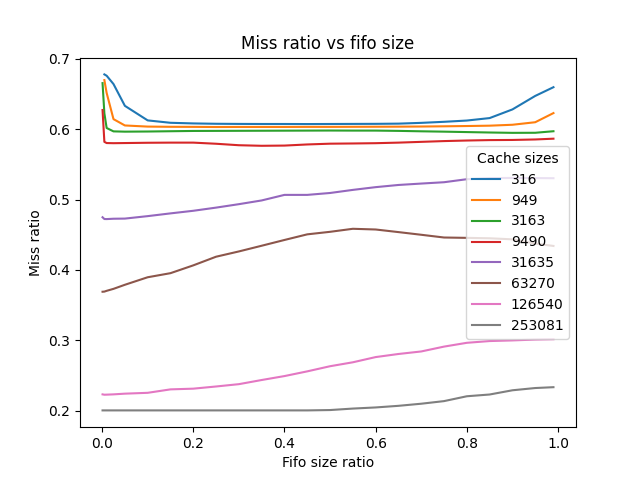 Miss ratio vs fifo size
0.7
0.6
0.5
0.4
0.3
0.2
Miss ratio
Cache sizes
316
949
3163
9490
31635
63270
126540
253081
0.0 0.2 0.4 0.6 0.8 1.0
Fifo size ratio